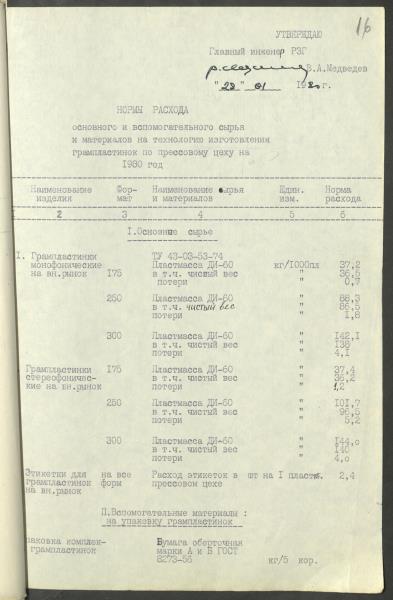 16
УТВЕРЖДАЮ
Главный инженер РЗГ
В.А.Медведев
"22" 01 1980 г.
НОРМЫ РАСХОДА
основного и вспомогательного сырья
и материалов на технологию изготовления
грампластинок по прессовому цеху на
1980 год
Наименование изделия Формат Наименование сырья и материалов Един. изм. Норма расхода
2 3 4 5 6
I.Основные сырье
I. Грампластинки ТУ 43-03-53-74
монофонические Пластмасса ДИ-60 кг/1000пл 37,2
на вн.рынок 175 в т.ч. чистый вес " 36,5
потери " 0,7
250 Пластмасса ДИ-60 " 88,3
в т.ч. чистый вес " 86,5
потери " 1,8
300 Пластмасса ДИ-60 " 142,1
в т.ч. чистый вес " 138
потери " 4,1
Грампластинки 175 Пластмасса ДИ-60 " 37,4
стереофоничес- в т.ч. чистый вес " 36,2
кие на вн.рынок потери " 1,2
250 Пластмасса ДИ-60 " 101,7
в т.ч. чистый вес " 96,5
потери " 5,2
300 Пластмасса ДИ-60 " 144,0
в т.ч. чистый вес " 140
потери " 4,0
Этикетки для на все Расход этикеток в шт на I пластм. 2,4
грампластинок форм прессовом цехе
на вн.рынок
П.Вспомогательные материалы :
на упаковку грампластинок
паковка комплек- Бумага оберточная
грампластинок марки А и Б ГОСТ
8273-56 кг/5 кор.